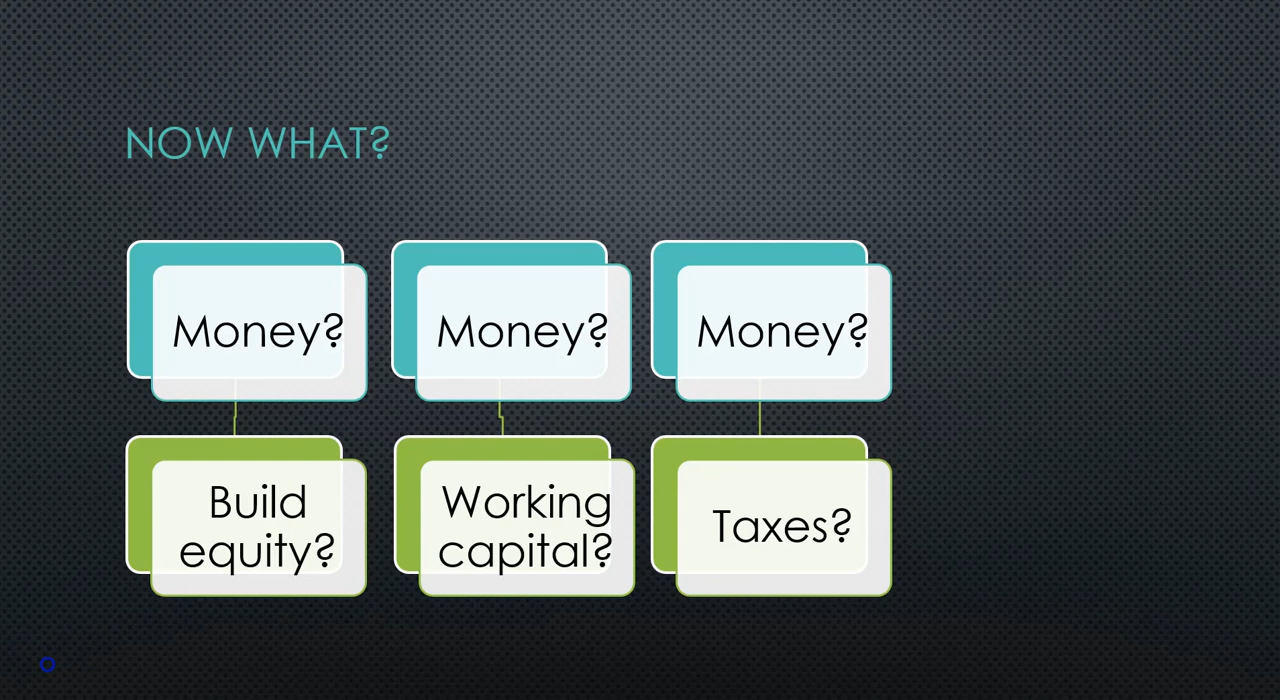 NOW WHAT?
Money?
Money?
Money?
Build
equity?
Working
capital?
Taxes?